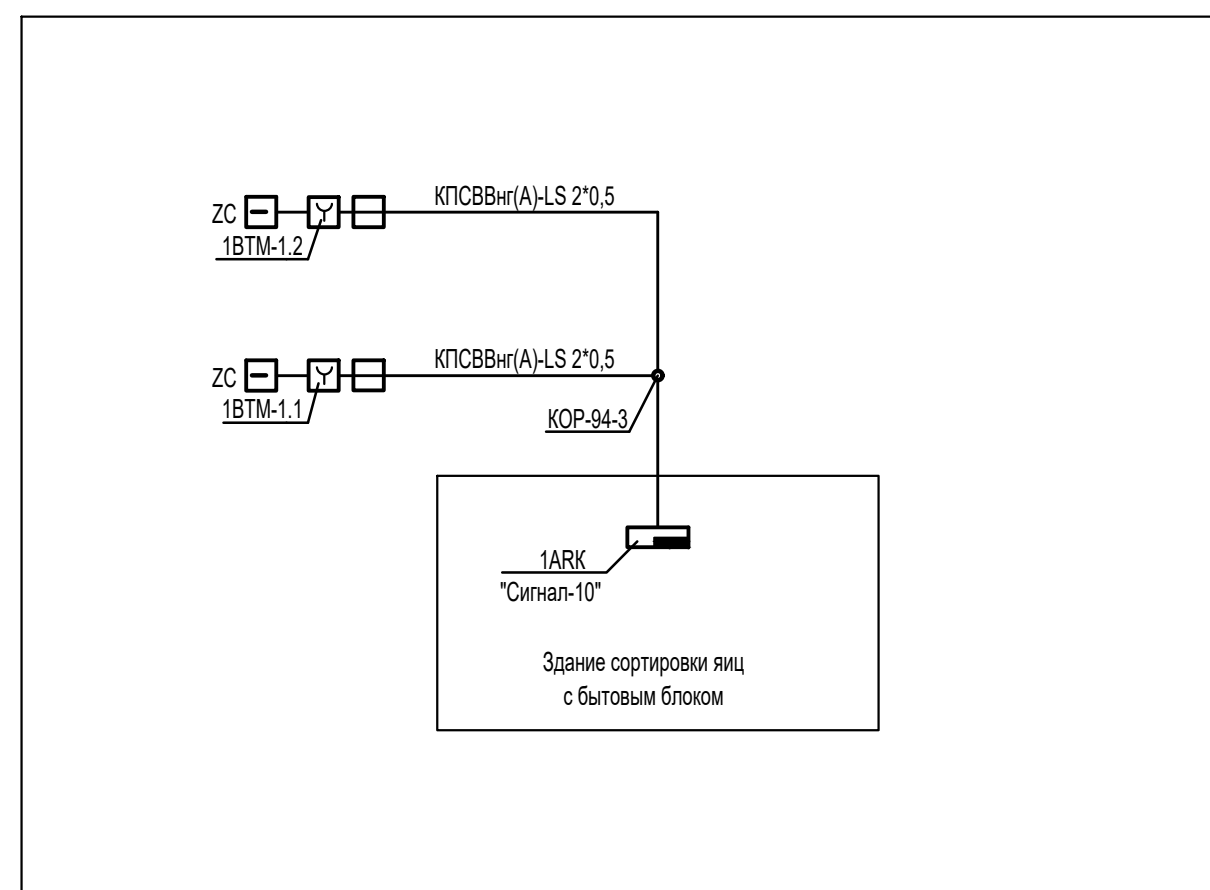 КПСВВнг(А)-LS 2*0,5
ZC
1ВТМ-1.2
КПСВВнг(А)-LS 2*0,5
ZC
1ВТМ-1.1
КОР-94-3
1ARK
"Сигнал-10"
Здание сортировки яиц
с бытовым блоком